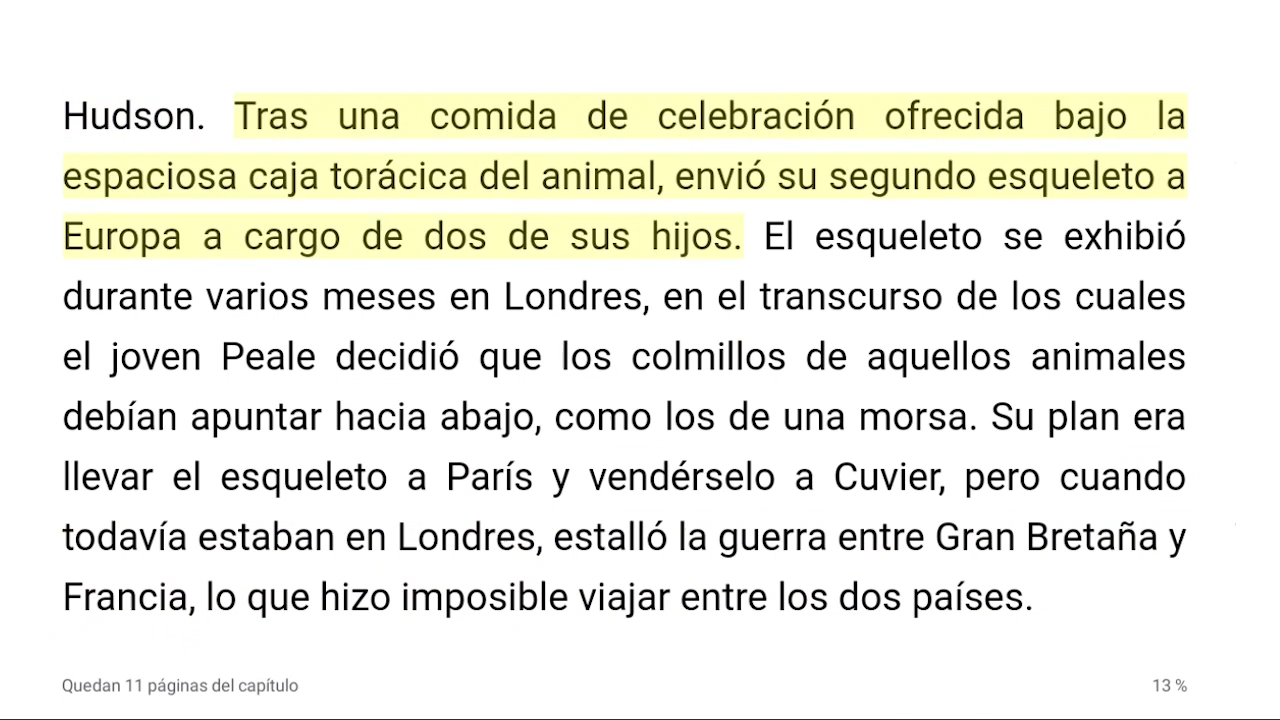 Hudson. Tras una comida de celebración ofrecida bajo la
espaciosa caja torácica del animal, envió su segundo esqueleto a
Europa a cargo de dos de sus hijos. El esqueleto se exhibió
durante varios meses en Londres, en el transcurso de los cuales
el joven Peale decidió que los colmillos de aquellos animales
debían apuntar hacia abajo, como los de una morsa. Su plan era
llevar el esqueleto a París y vendérselo a Cuvier, pero cuando
todavía estaban en Londres, estalló la guerra entre Gran Bretaña y
Francia, lo que hizo imposible viajar entre los dos países.
Quedan 11 páginas del capítulo
13 %